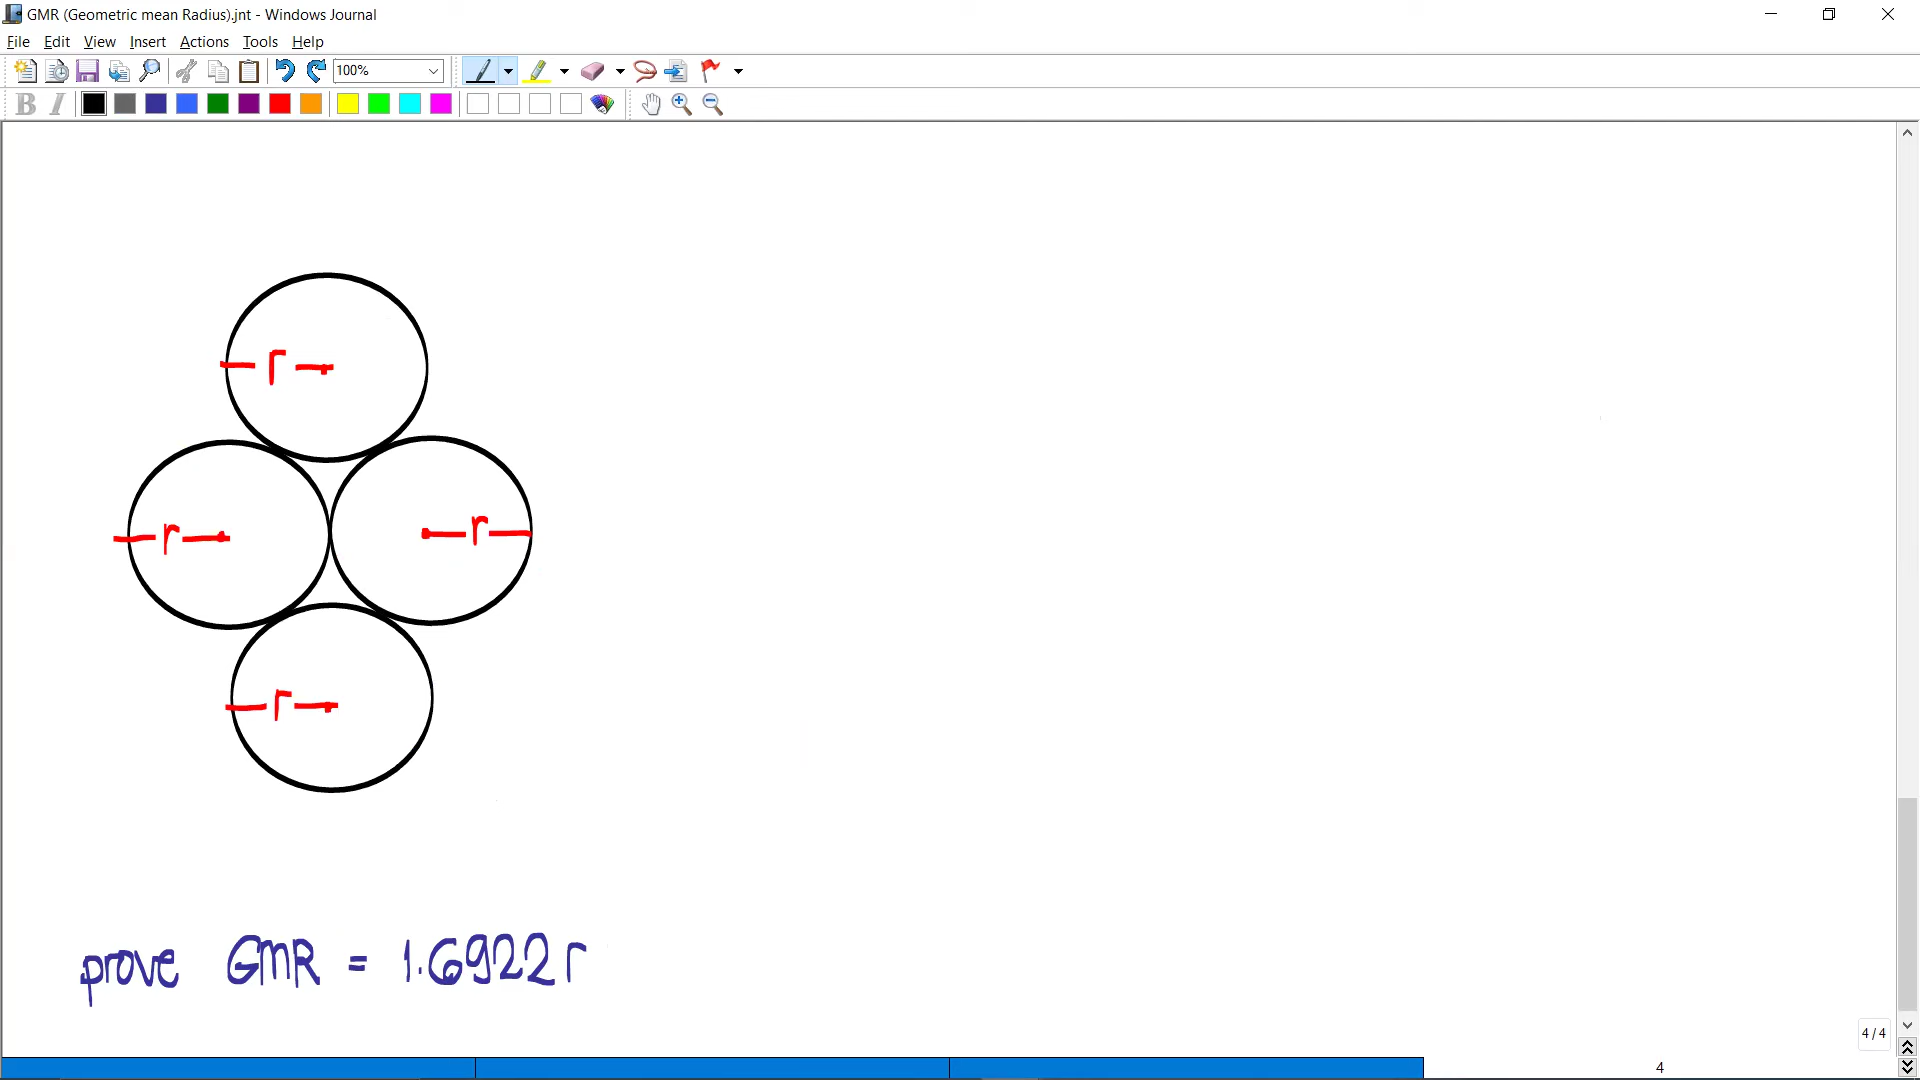 GMR (Geometric mean Radius).jnt - Windows Journal
File Edit View Insert Actions Tools Help
100%
B I
r
r r
r
prove GMR = 1.6922 r
4 / 4
4